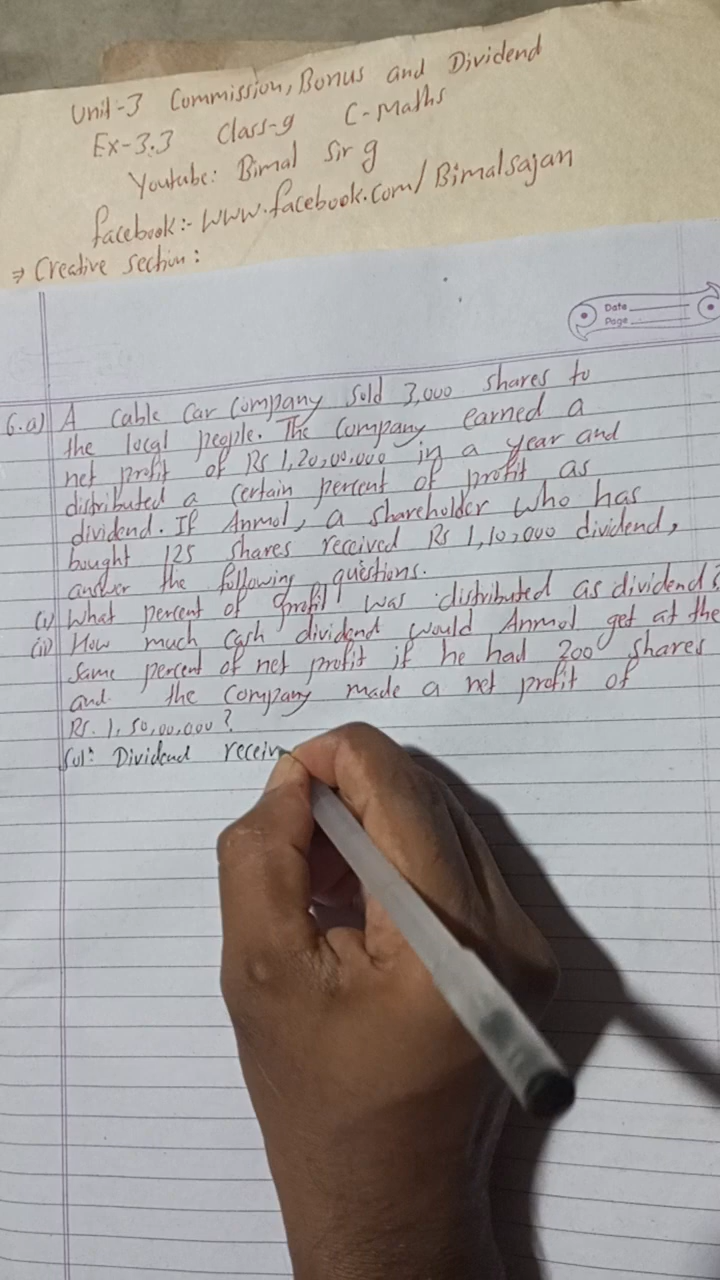 Unit-3 Commission, Bonus and Dividend
Ex-3.3 Class-9 C-Maths
Youtube: Bimal Sir g
facebook:- www.facebook.com/Bimalsajan
⇒ Creative section:
Date
Page
6.a) A cable car company sold 3,000 shares to
the local people. The company earned a
net profit of Rs 1,20,00,000 in a year and
distributed a certain percent of profit as
dividend. If Anmol, a shareholder who has
bought 125 shares received Rs 1,10,000 dividend,
answer the following questions.
(i) What percent of profit was distributed as dividend?
(ii) How much cash dividend would Anmol get at the
same percent of net profit if he had 200 shares
and the company made a net profit of
Rs. 1,50,00,000?
Sol: Dividend receiv